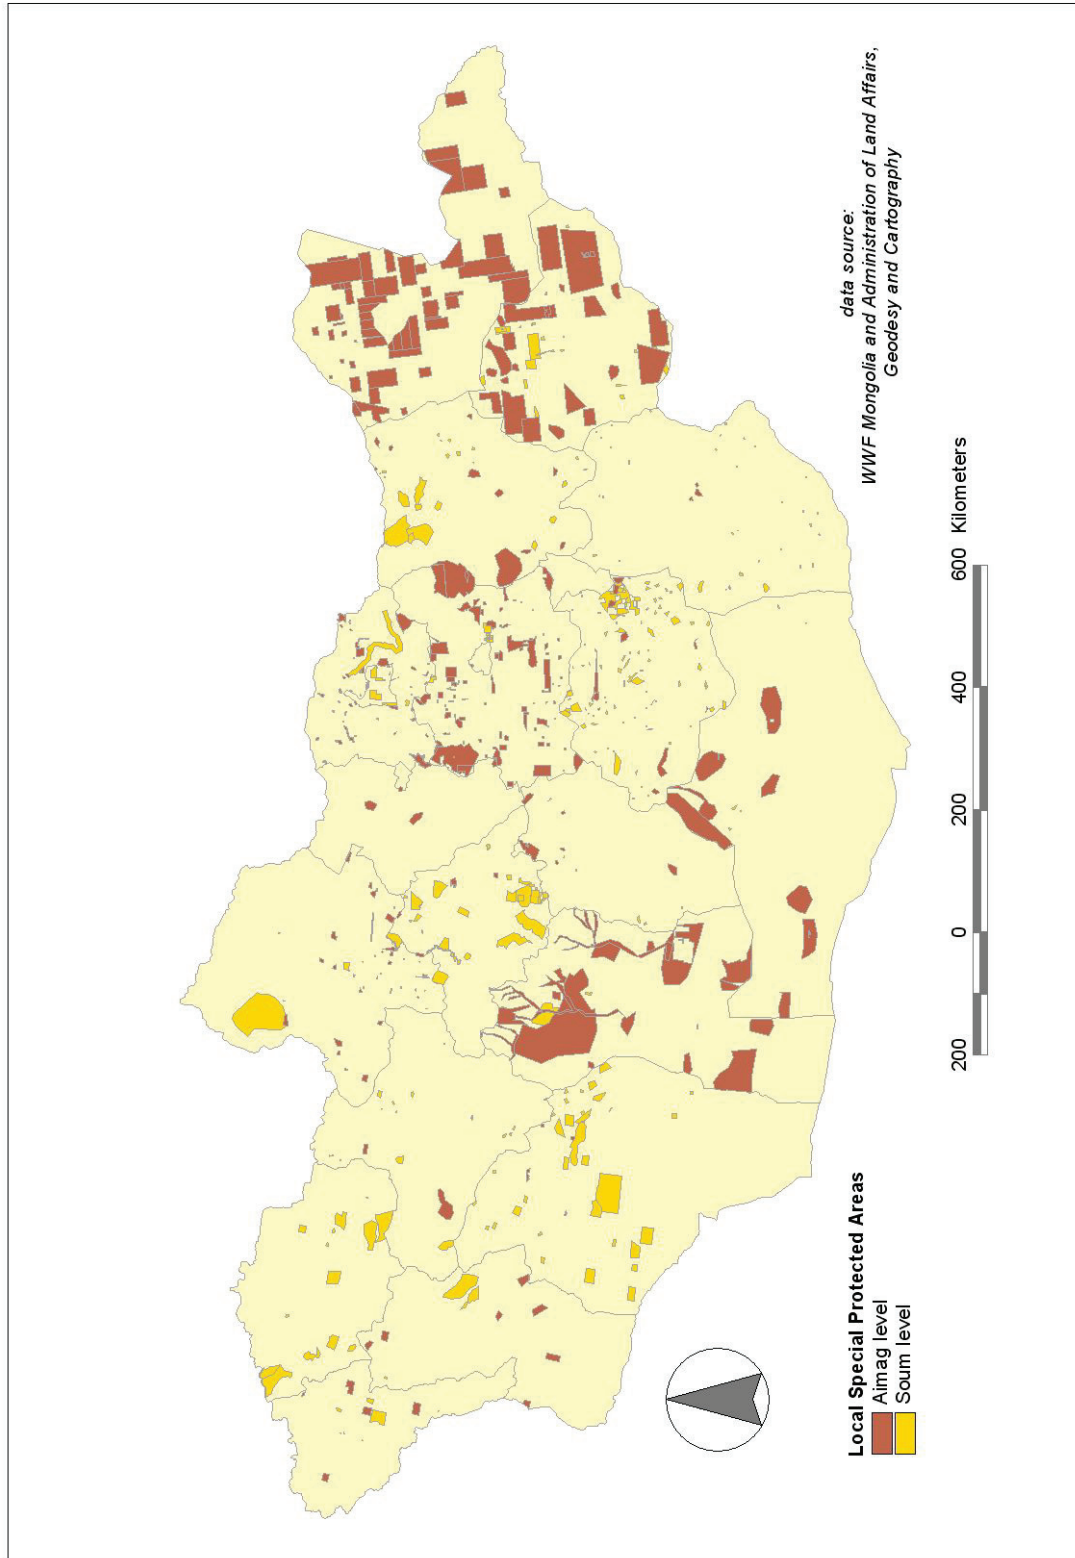 data source:
WWF Mongolia and Administration of Land Affairs,
Geodesy and Cartography
200 0 200 400 600 Kilometers
Local Special Protected Areas
Aimag level
Soum level